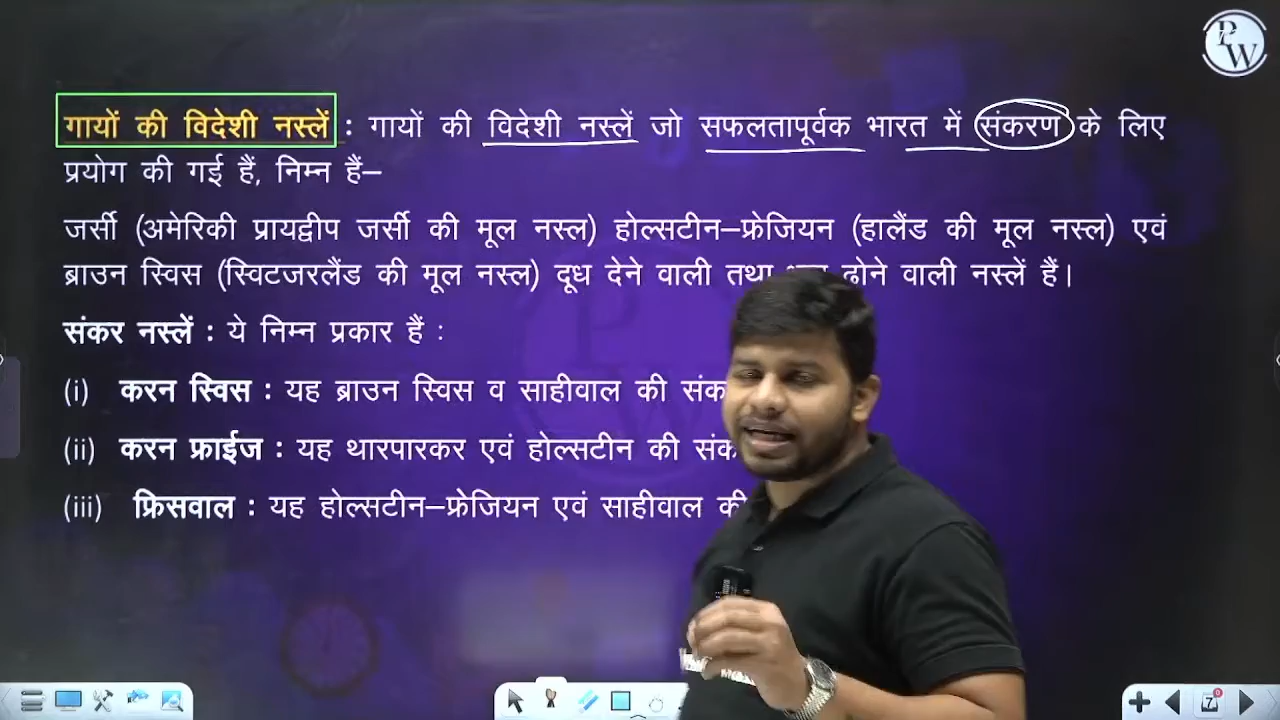 PW
गायों की विदेशी नस्लें : गायों की विदेशी नस्लें जो सफलतापूर्वक भारत में संकरण के लिए
प्रयोग की गई हैं, निम्न हैं–
जर्सी (अमेरिकी प्रायद्वीप जर्सी की मूल नस्ल) होल्सटीन–फ्रेजियन (हालैंड की मूल नस्ल) एवं
ब्राउन स्विस (स्विटजरलैंड की मूल नस्ल) दूध देने वाली तथा ढोने वाली नस्लें हैं।
संकर नस्लें : ये निम्न प्रकार हैं :
(i) करन स्विस : यह ब्राउन स्विस व साहीवाल की
(ii) करन फ्राईज : यह थारपारकर एवं होल्सटीन की
(iii) फ्रिसवाल : यह होल्सटीन–फ्रेजियन एवं साहीवाल की
7